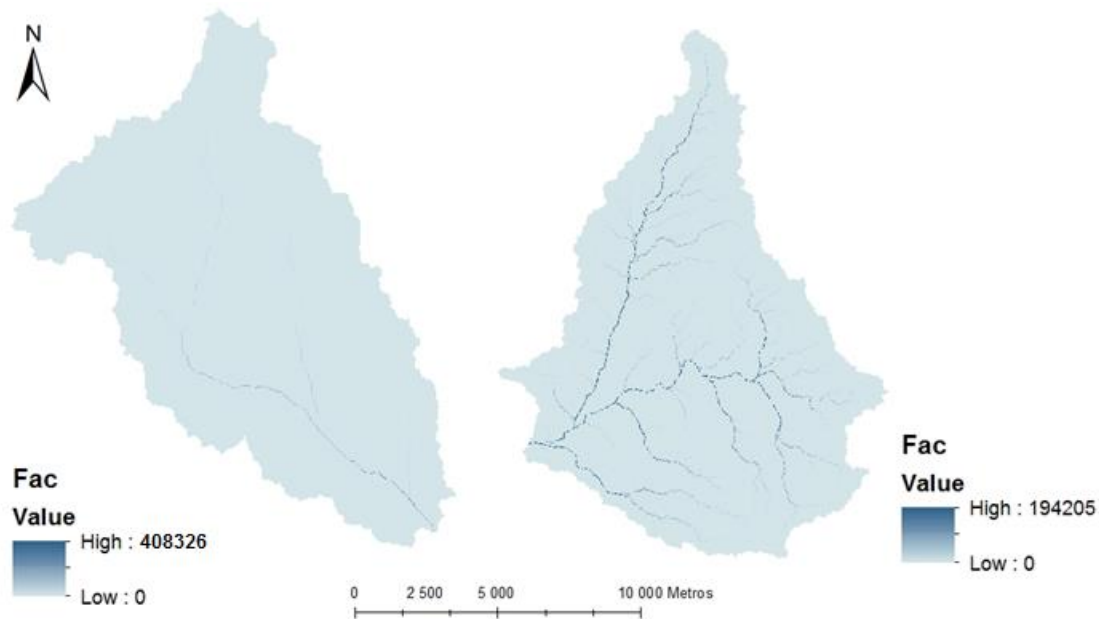 N
Fac
Value
High : 408326
Low : 0
0 2 500 5 000 10 000 Metros
Fac
Value
High : 194205
Low : 0